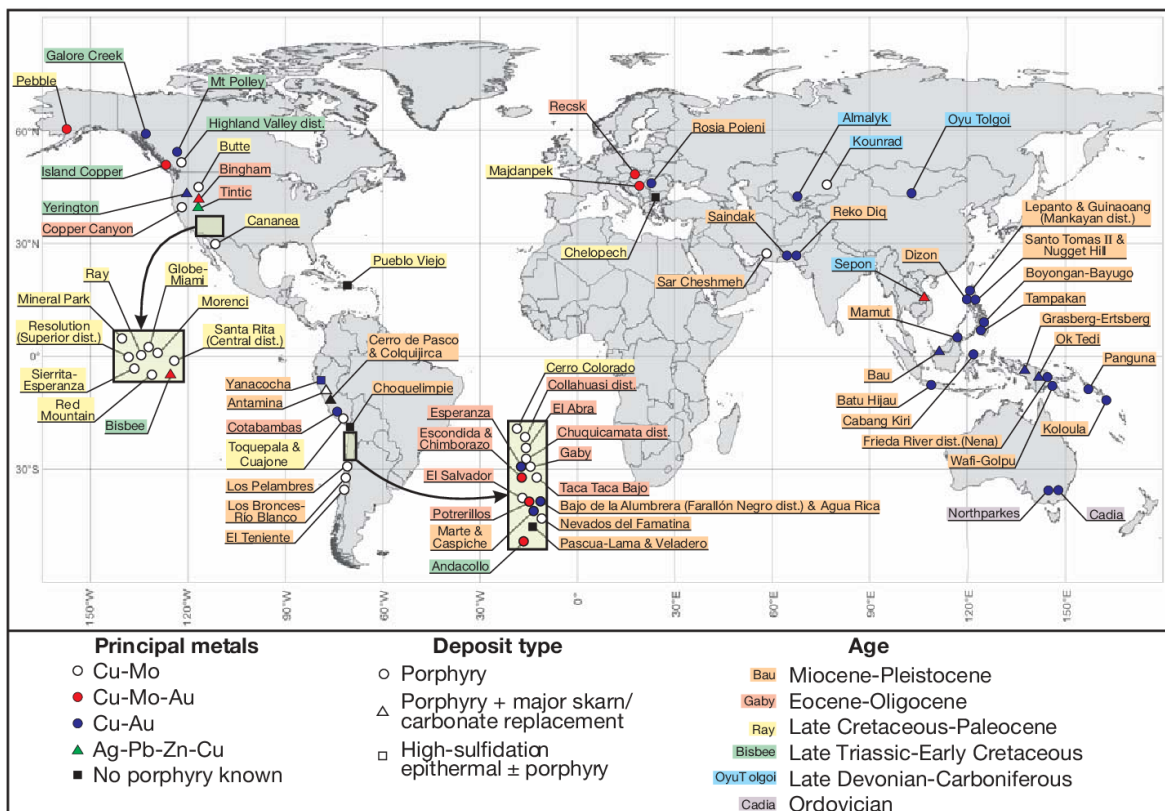 Galore Creek
Pebble
Mt Polley
Highland Valley dist.
Butte
Bingham
Island Copper
Tintic
Yerington
Copper Canyon
Cananea
60°N
30°N
0°
30°S
Ray
Globe-
Miami
Mineral Park
Morenci
Resolution
(Superior dist.)
Santa Rita
(Central dist.)
Sierrita-
Esperanza
Red
Mountain
Bisbee
Pueblo Viejo
Cerro de Pasco
& Colquijirca
Yanacocha
Choquelimpie
Antamina
Cotabambas
Toquepala &
Cuajone
Los Pelambres
Los Bronces-
Río Blanco
El Teniente
Cerro Colorado
Collahuasi dist.
Esperanza
El Abra
Escondida &
Chimborazo
Chuquicamata dist.
Gaby
El Salvador
Taca Taca Bajo
Potrerillos
Bajo de la Alumbrera (Farallón Negro dist.) & Agua Rica
Marte &
Caspiche
Nevados del Famatina
Pascua-Lama & Veladero
Andacollo
Recsk
Rosia Poieni
Majdanpek
Chelopech
Almalyk
Kounrad
Oyu Tolgoi
Saindak
Reko Diq
Sar Cheshmeh
Lepanto & Guinaoang
(Mankayan dist.)
Santo Tomas II &
Nugget Hill
Dizon
Sepon
Boyongan-Bayugo
Tampakan
Mamut
Grasberg-Ertsberg
Ok Tedi
Panguna
Bau
Batu Hijau
Cabang Kiri
Koloula
Frieda River dist.(Nena)
Wafi-Golpu
Northparkes
Cadia
150°W
120°W
90°W
60°W
0°
30°E
60°E
90°E
120°E
150°E
Principal metals
Cu-Mo
Cu-Mo-Au
Cu-Au
Ag-Pb-Zn-Cu
No porphyry known
Deposit type
Porphyry
Porphyry + major skarn/
carbonate replacement
High-sulfidation
epithermal ± porphyry
Age
Bau Miocene-Pleistocene
Gaby Eocene-Oligocene
Ray Late Cretaceous-Paleocene
Bisbee Late Triassic-Early Cretaceous
OyuT olgoi Late Devonian-Carboniferous
Cadia Ordovician